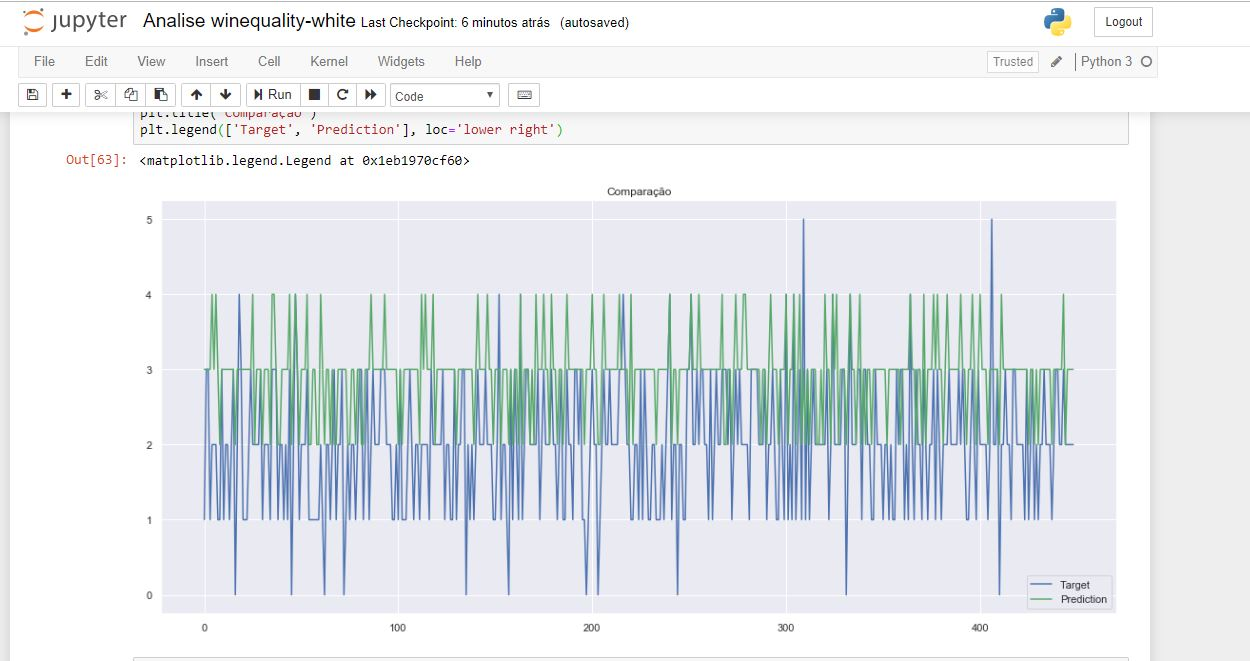 jupyter Analise winequality-white Last Checkpoint: 6 minutos atrás (autosaved)
Logout
File Edit View Insert Cell Kernel Widgets Help
Trusted Python 3
Run Code
plt.title('Comparação')
plt.legend(['Target', 'Prediction'], loc='lower right')
Out[63]: <matplotlib.legend.Legend at 0x1eb1970cf60>
Comparação
5
4
3
2
1
0
Target
Prediction
0 100 200 300 400